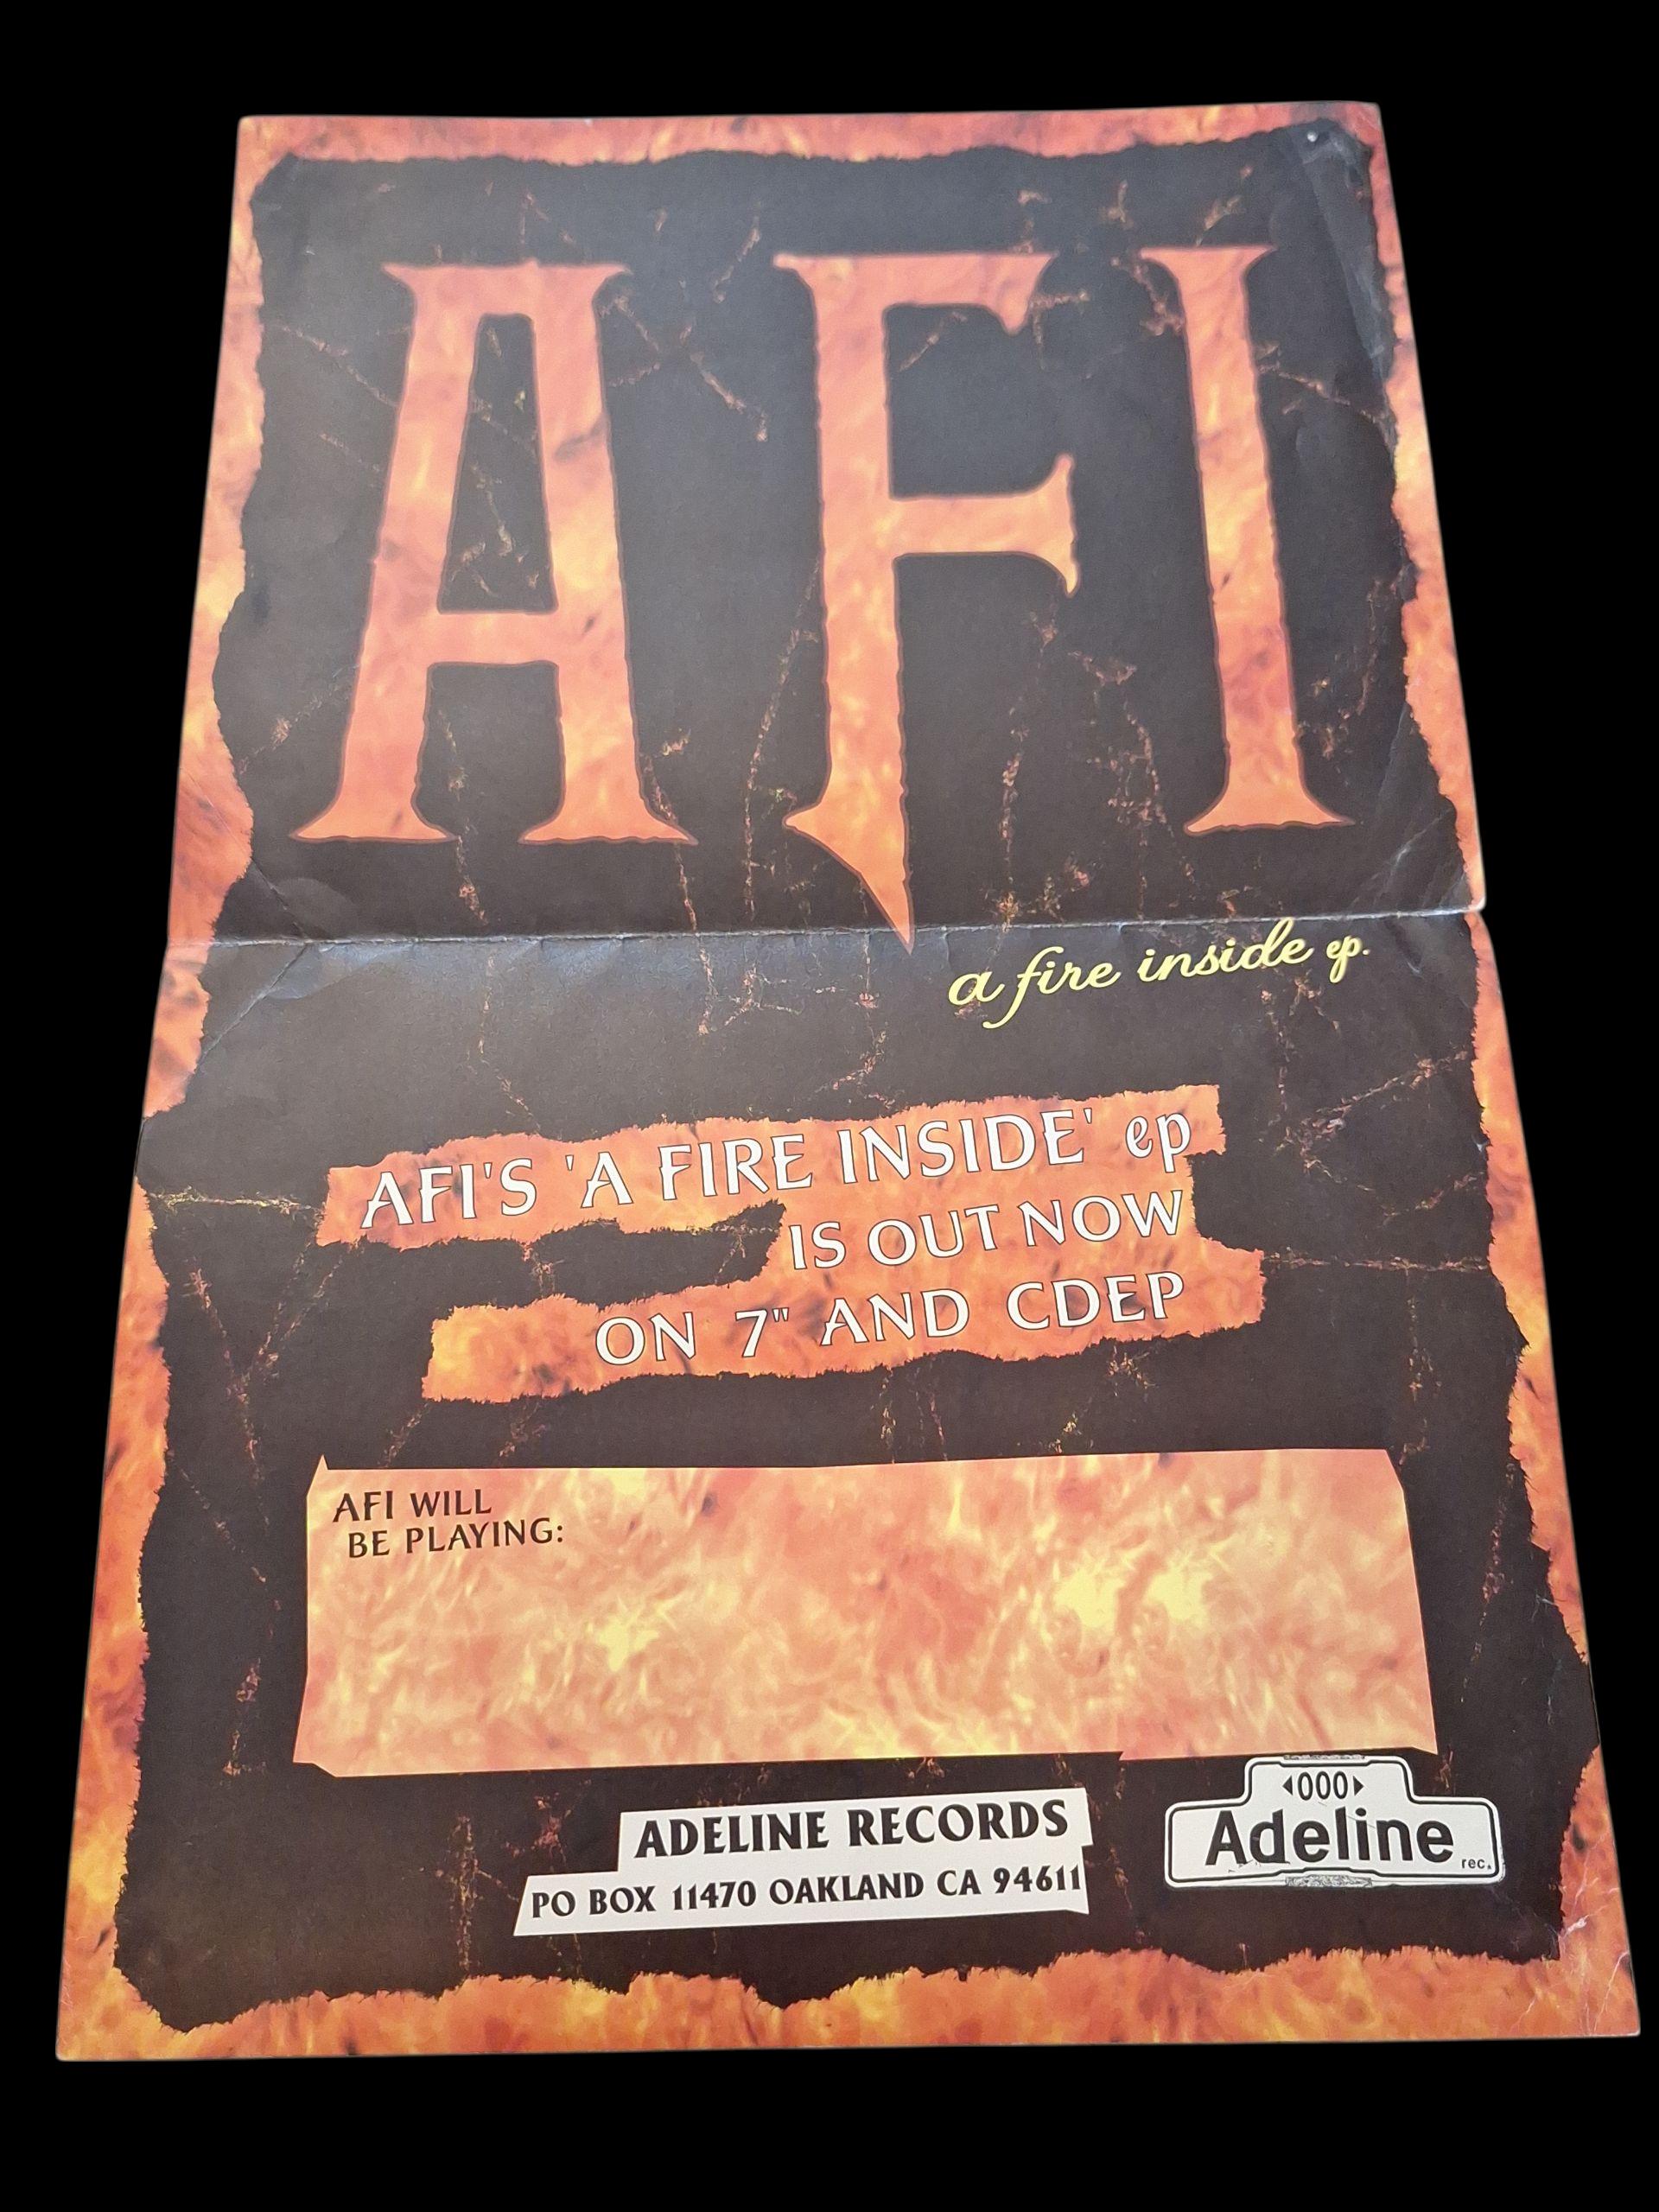 AFI
a fire inside ep.
AFI'S 'A FIRE INSIDE' ep
IS OUT NOW
ON 7" AND CDEP
AFI WILL
BE PLAYING:
ADELINE RECORDS
PO BOX 11470 OAKLAND CA 94611
◂000▸
Adeline
rec.